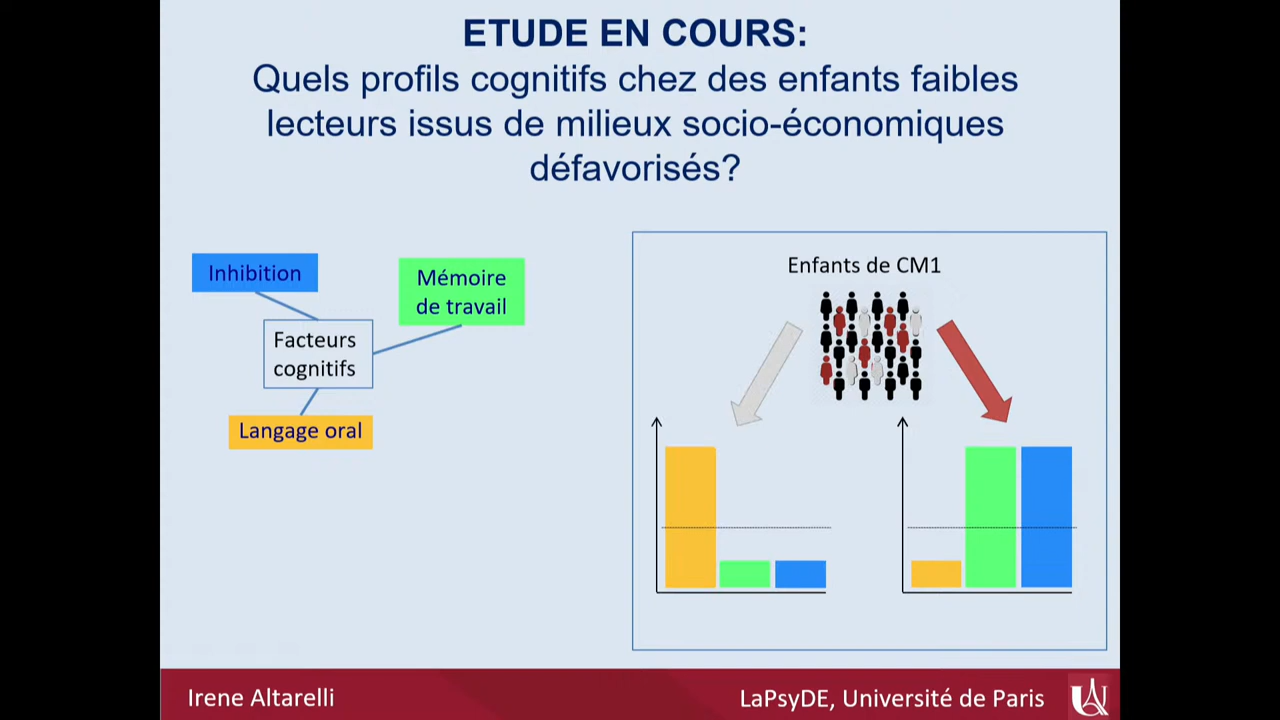 ETUDE EN COURS:
Quels profils cognitifs chez des enfants faibles
lecteurs issus de milieux socio-économiques
défavorisés?
Inhibition
Mémoire
de travail
Facteurs
cognitifs
Langage oral
Enfants de CM1
Irene Altarelli
LaPsyDE, Université de Paris